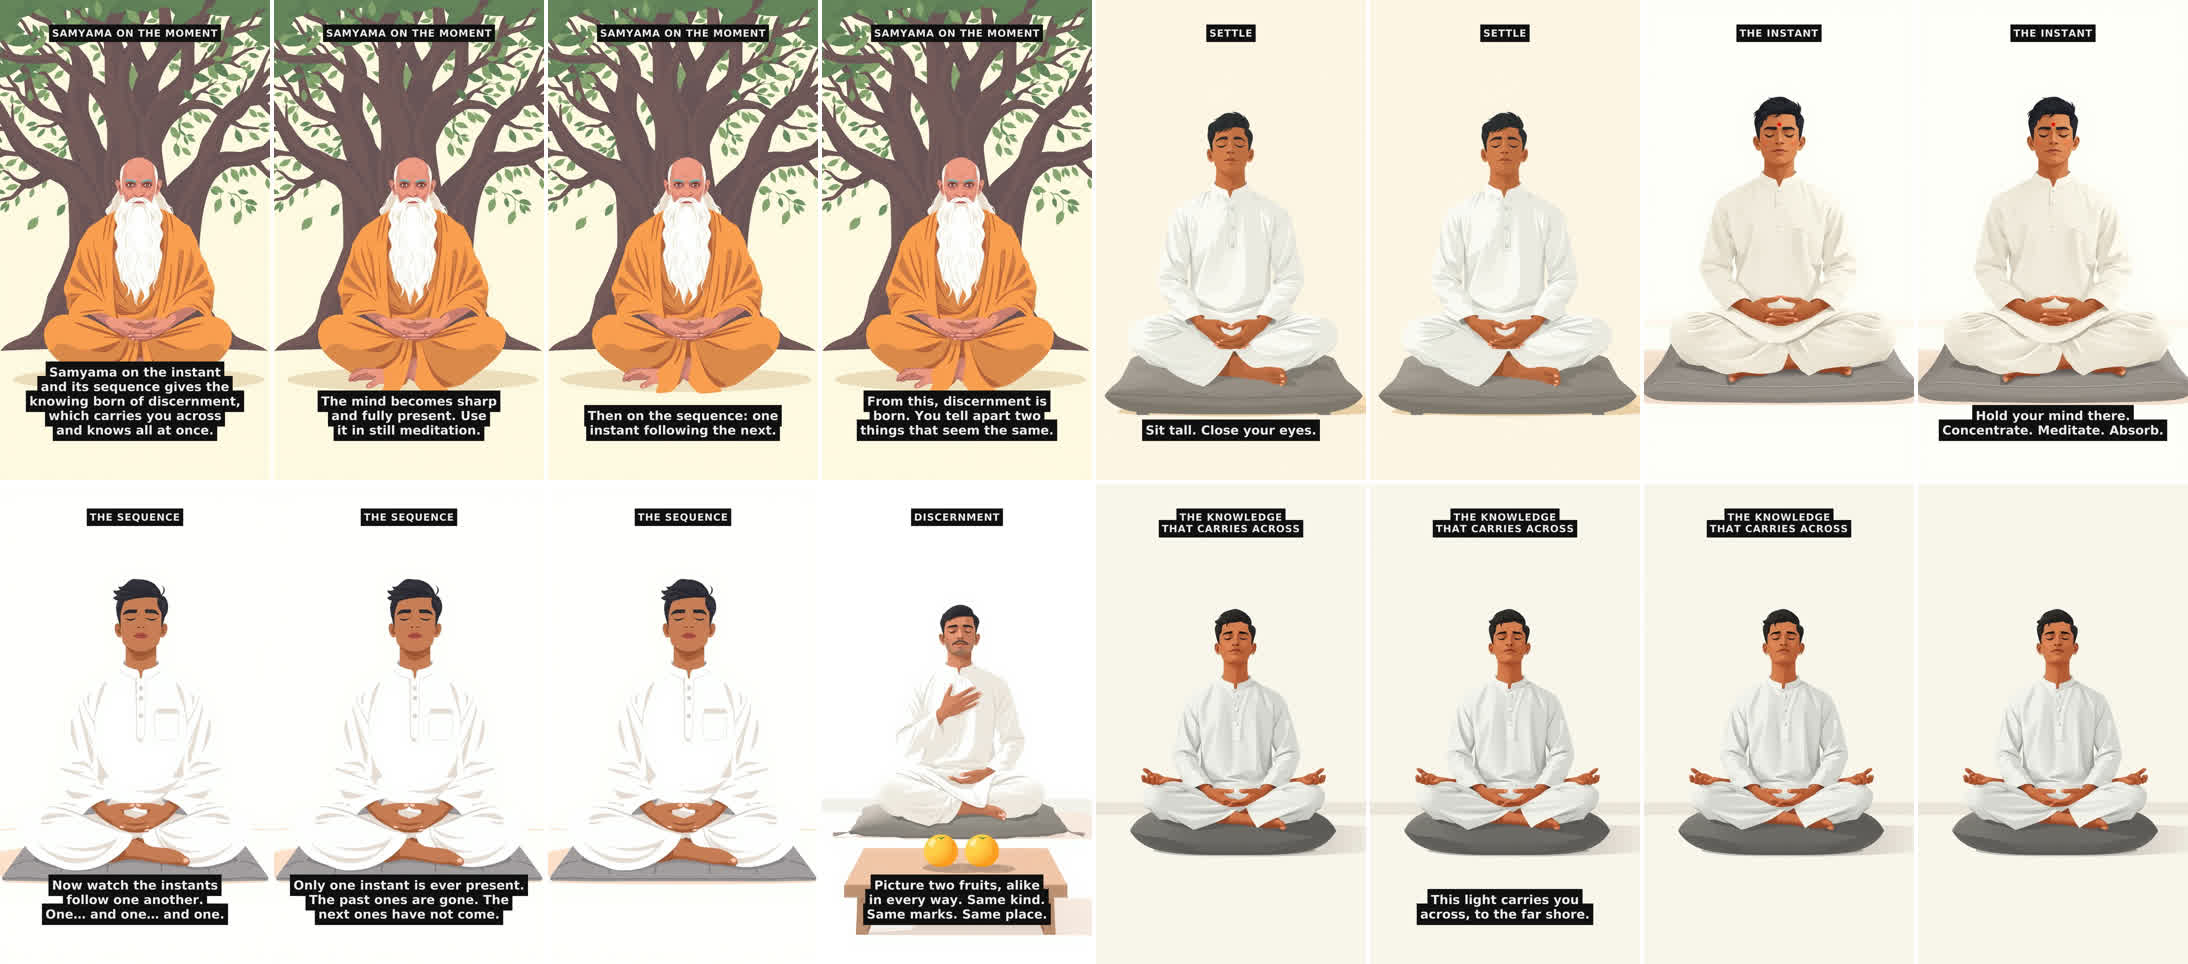 SAMYAMA ON THE MOMENT
Samyama on the instant
and its sequence gives the
knowing born of discernment,
which carries you across
and knows all at once.
SAMYAMA ON THE MOMENT
The mind becomes sharp
and fully present. Use
it in still meditation.
SAMYAMA ON THE MOMENT
Then on the sequence: one
instant following the next.
SAMYAMA ON THE MOMENT
From this, discernment is
born. You tell apart two
things that seem the same.
SETTLE
Sit tall. Close your eyes.
SETTLE
THE INSTANT
THE INSTANT
Hold your mind there.
Concentrate. Meditate. Absorb.
THE SEQUENCE
Now watch the instants
follow one another.
One… and one… and one.
THE SEQUENCE
Only one instant is ever present.
The past ones are gone. The
next ones have not come.
THE SEQUENCE
DISCERNMENT
Picture two fruits, alike
in every way. Same kind.
Same marks. Same place.
THE KNOWLEDGE
THAT CARRIES ACROSS
THE KNOWLEDGE
THAT CARRIES ACROSS
This light carries you
across, to the far shore.
THE KNOWLEDGE
THAT CARRIES ACROSS